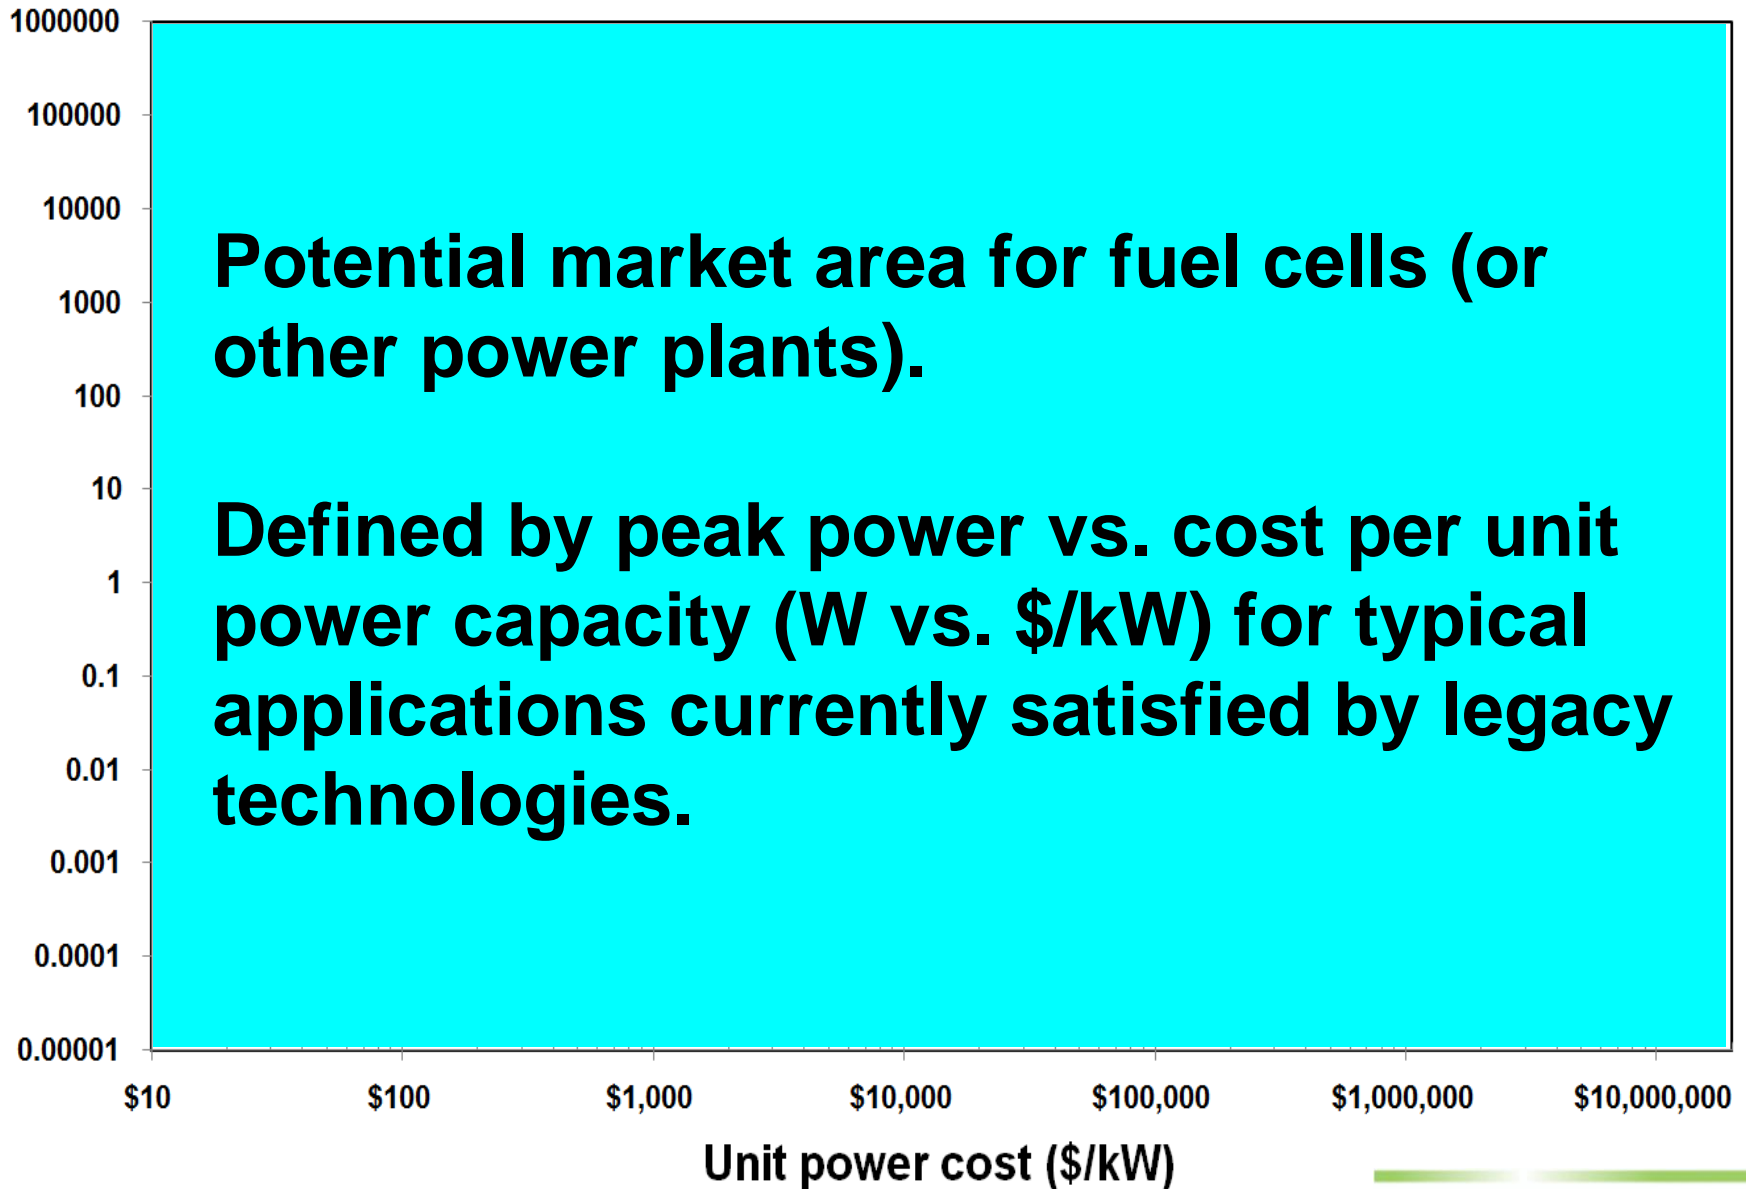 1000000
100000
10000
1000
100
10
1
0.1
0.01
0.001
0.0001
0.00001
Potential market area for fuel cells (or
other power plants).
Defined by peak power vs. cost per unit
power capacity (W vs. $/kW) for typical
applications currently satisfied by legacy
technologies.
$10 $100 $1,000 $10,000 $100,000 $1,000,000 $10,000,000
Unit power cost ($/kW)